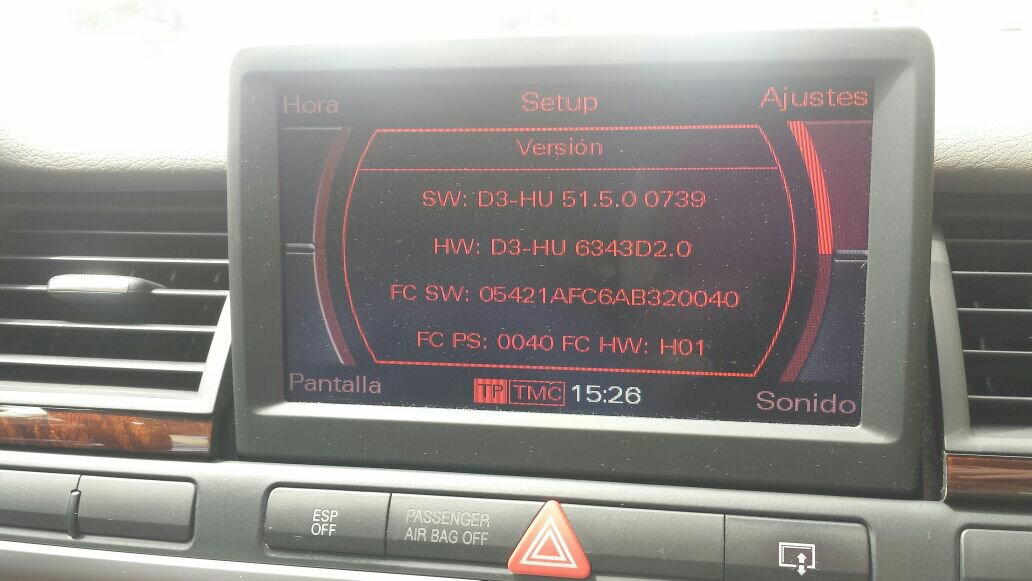 Hora Setup Ajustes
Versión
SW: D3-HU 51.5.0 0739
HW: D3-HU 6343D2.0
FC SW: 05421AFC6AB320040
FC PS: 0040 FC HW: H01
Pantalla TP TMC 15:26 Sonido
ESP
OFF
PASSENGER
AIR BAG OFF